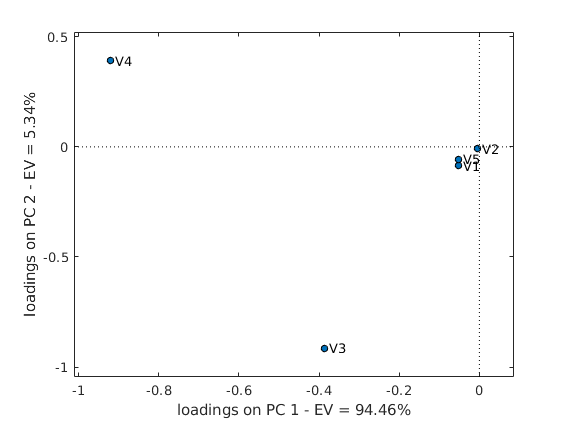 0.5
V4
0
V2
V5
V1
loadings on PC 2 - EV = 5.34%
-0.5
V3
-1
-1
-0.8
-0.6
-0.4
-0.2
0
loadings on PC 1 - EV = 94.46%